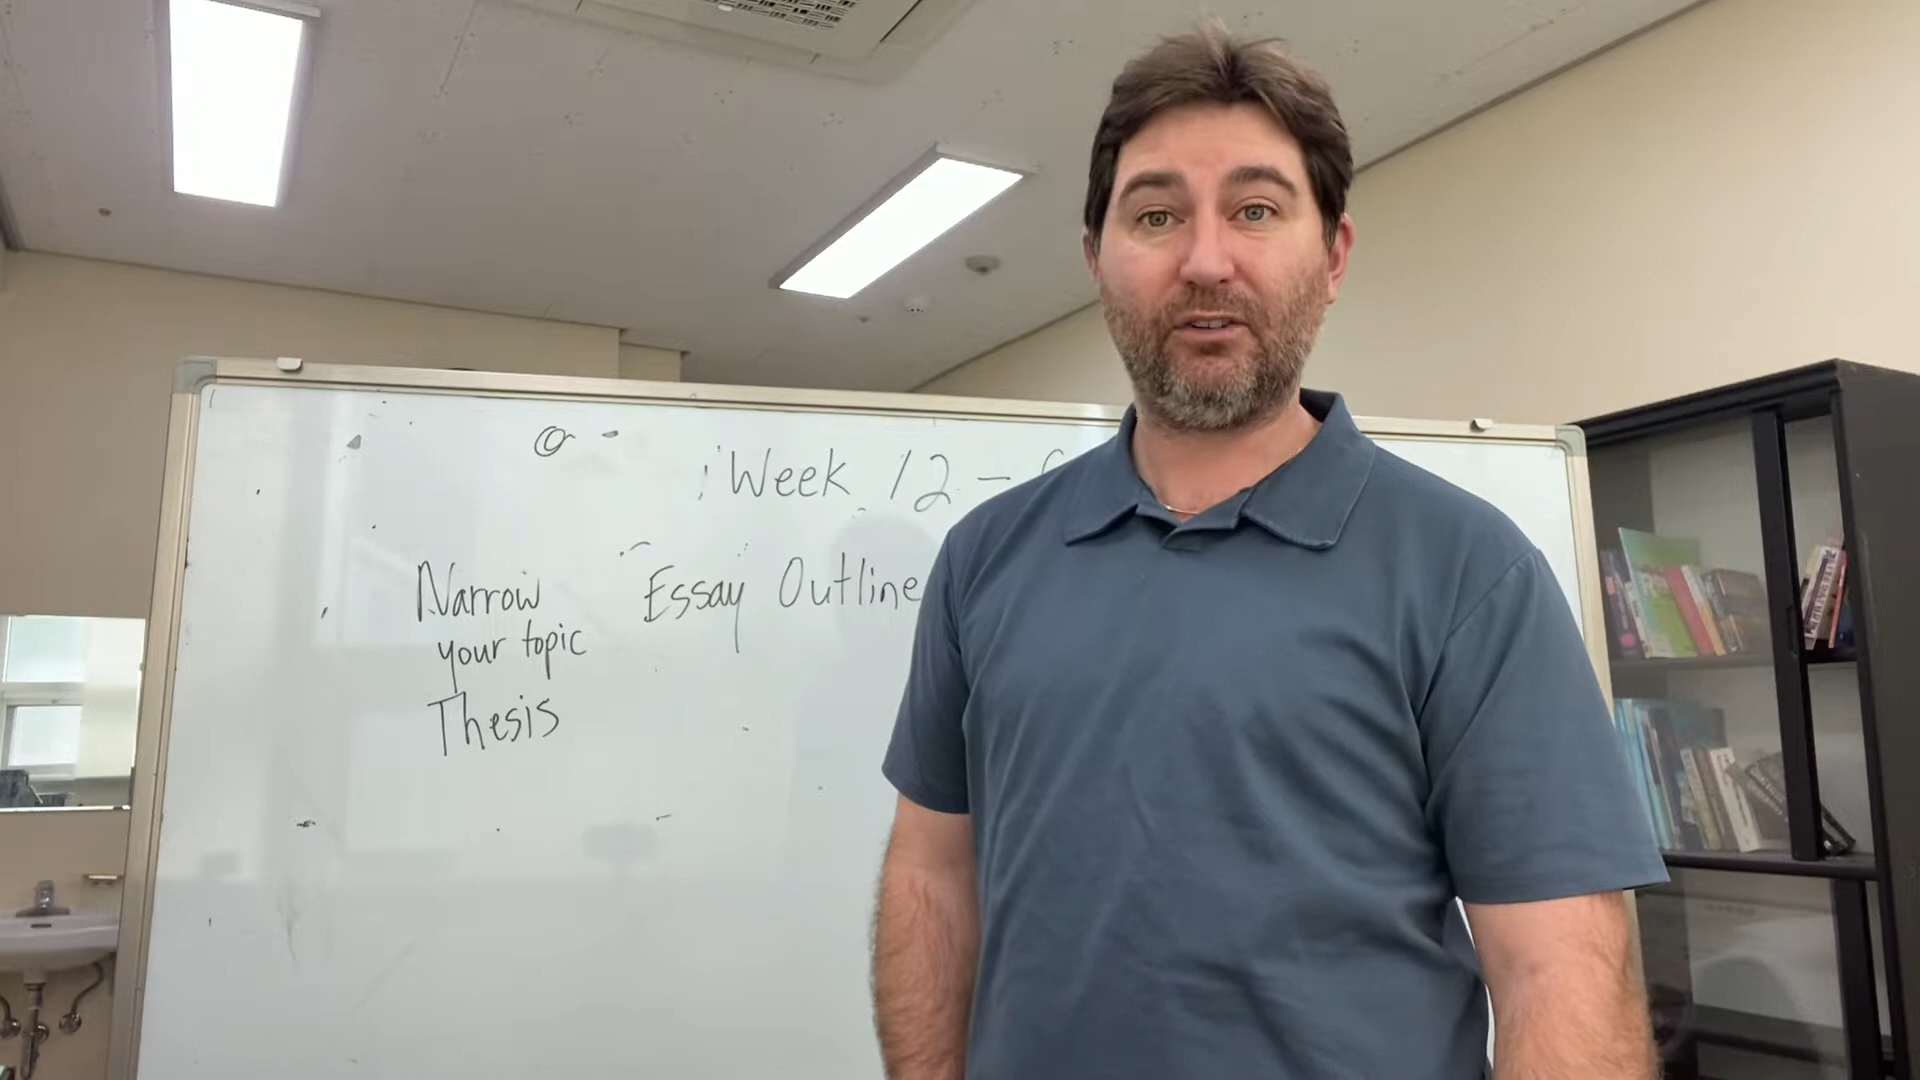 Week 12 -
Essay Outline
Narrow
your topic
Thesis